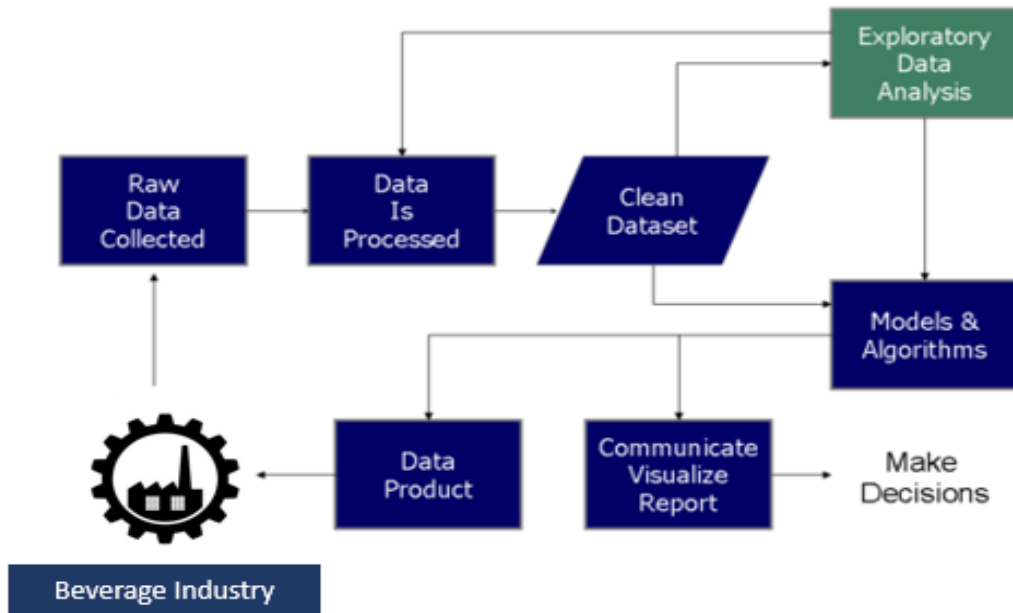 Exploratory
Data
Analysis
Raw
Data
Collected
Data
Is
Processed
Clean
Dataset
Models &
Algorithms
Data
Product
Communicate
Visualize
Report
Make
Decisions
Beverage Industry